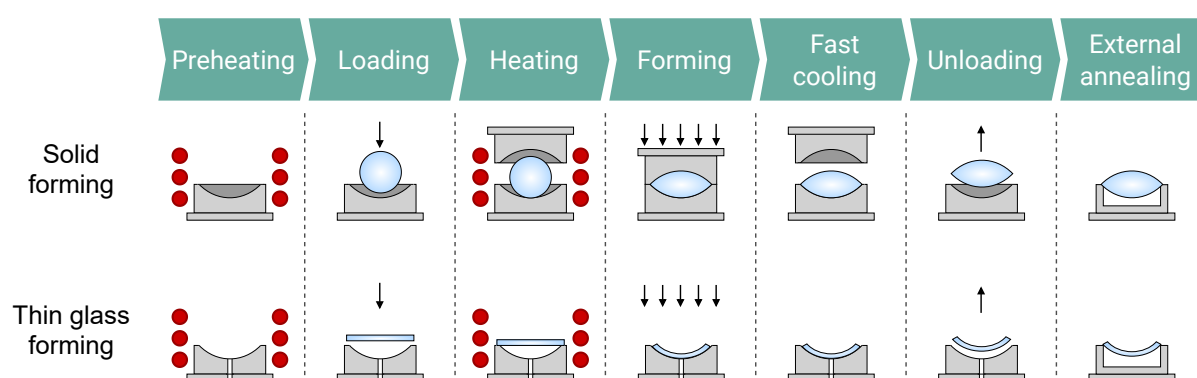 Preheating
Loading
Heating
Forming
Fast
cooling
Unloading
External
annealing
Solid
forming
Thin glass
forming